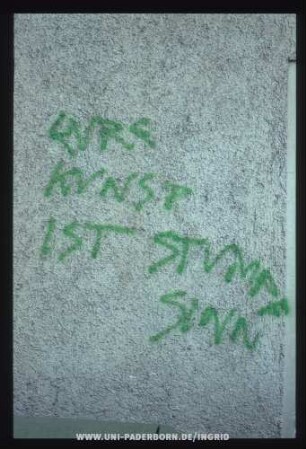 EURE
KUNST
IST STUMPF
SINN
WWW.UNI-PADERBORN.DE/INGRID